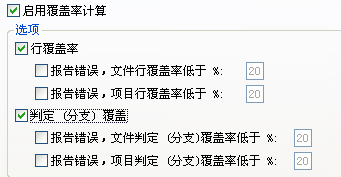 启用覆盖率计算
选项
行覆盖率
报告错误，文件行覆盖率低于 %: 20
报告错误，项目行覆盖率低于 %: 20
判定 (分支) 覆盖
报告错误，文件判定 (分支)覆盖率低于 %: 20
报告错误，项目判定 (分支)覆盖率低于 %: 20